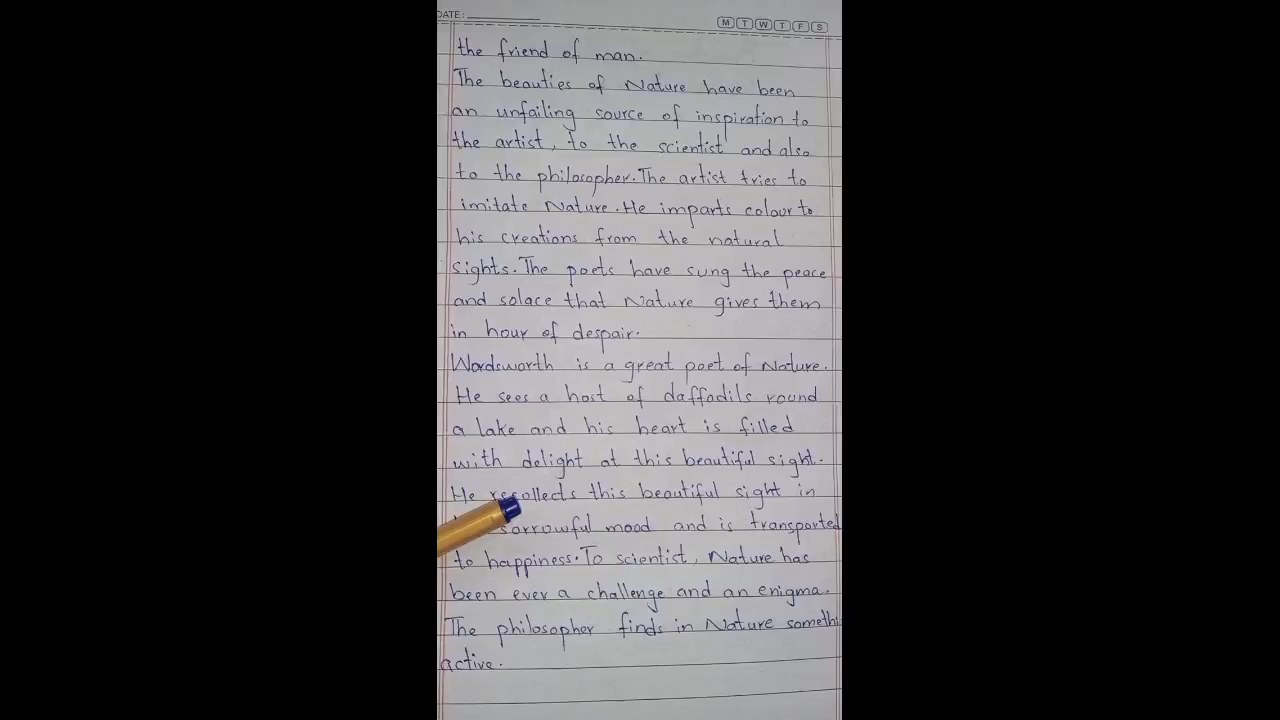 DATE:
M T W T F S
the friend of man.
The beauties of Nature have been
an unfailing source of inspiration to
the artist, to the scientist and also
to the philosopher. The artist tries to
imitate Nature. He imparts colour to
his creations from the natural
sights. The poets have sung the peace
and solace that Nature gives them
in hour of despair.
Wordsworth is a great poet of Nature.
He sees a host of daffodils round
a lake and his heart is filled
with delight at this beautiful sight.
He recollects this beautiful sight in
sorrowful mood and is transported
to happiness. To scientist, Nature has
been ever a challenge and an enigma.
The philosopher finds in Nature somethi
active.